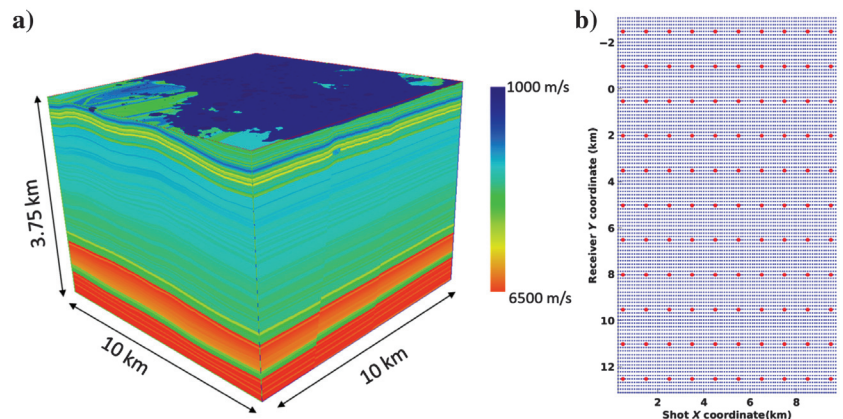 a)
1000 m/s
6500 m/s
3.75 km
10 km
10 km
b)
Receiver Y coordinate (km)
−2
0
2
4
6
8
10
12
2
4
6
8
Shot X coordinate(km)